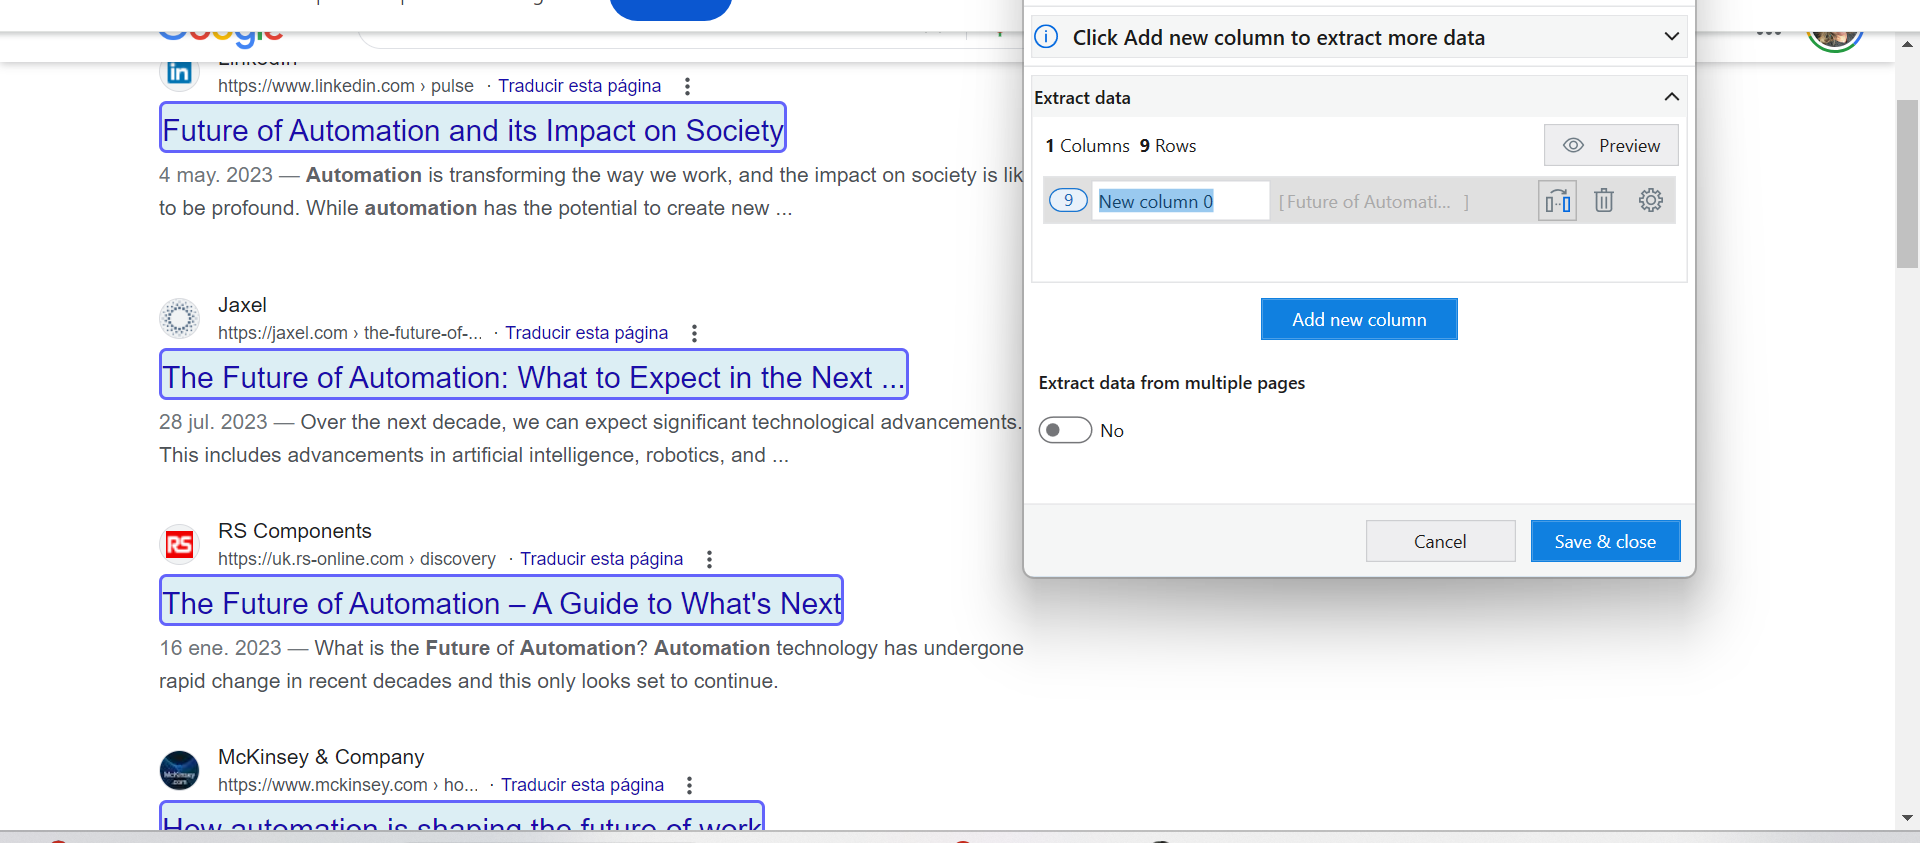 Google
LinkedIn
https://www.linkedin.com › pulse · Traducir esta página
Future of Automation and its Impact on Society
4 may. 2023 — Automation is transforming the way we work, and the impact on society is lik
to be profound. While automation has the potential to create new ...
Jaxel
https://jaxel.com › the-future-of-... · Traducir esta página
The Future of Automation: What to Expect in the Next ...
28 jul. 2023 — Over the next decade, we can expect significant technological advancements.
This includes advancements in artificial intelligence, robotics, and ...
RS
RS Components
https://uk.rs-online.com › discovery · Traducir esta página
The Future of Automation – A Guide to What's Next
16 ene. 2023 — What is the Future of Automation? Automation technology has undergone
rapid change in recent decades and this only looks set to continue.
McKinsey & Company
https://www.mckinsey.com › ho... · Traducir esta página
How automation is shaping the future of work
Click Add new column to extract more data
Extract data
1 Columns 9 Rows
Preview
9 New column 0 [Future of Automati... ]
Add new column
Extract data from multiple pages
No
Cancel
Save & close